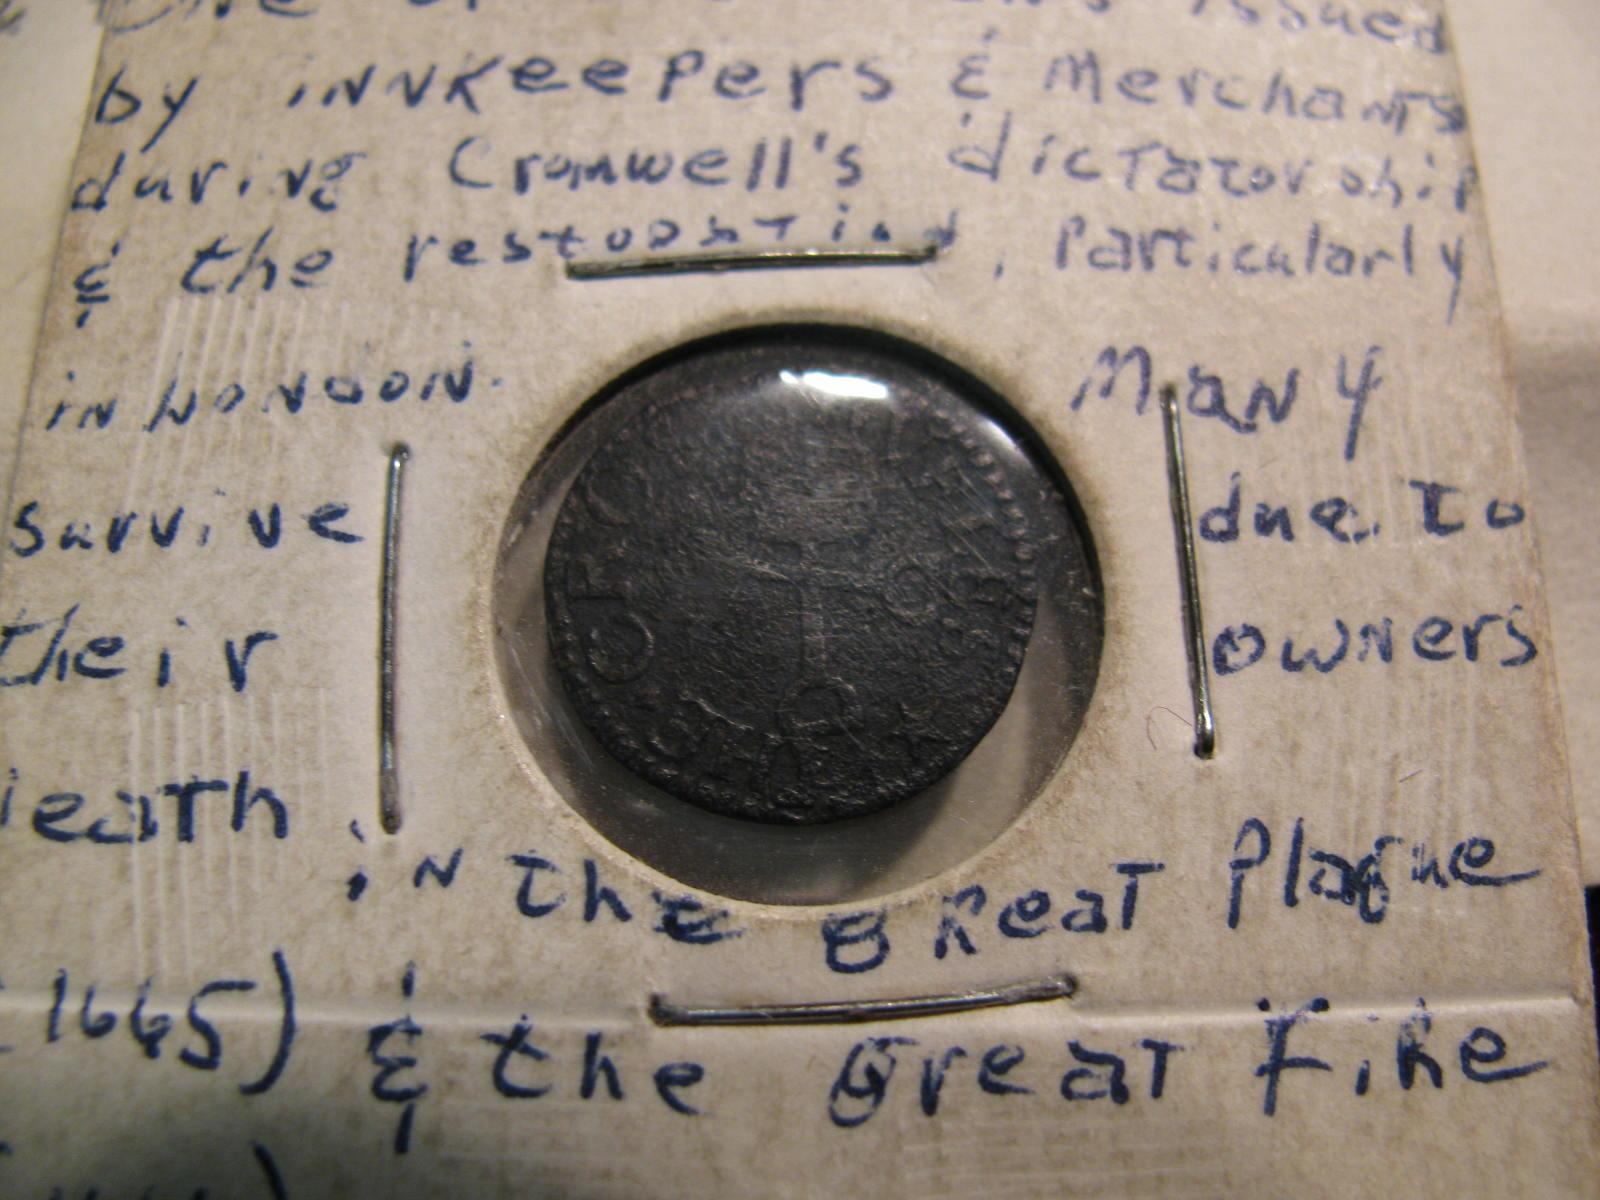 issued
by innkeepers & Merchants
during Cromwell's dictatorship
& the restoration, Particularly
in London. Many
survive due to
their owners
death in the Great Plague
1665) & the Great Fire